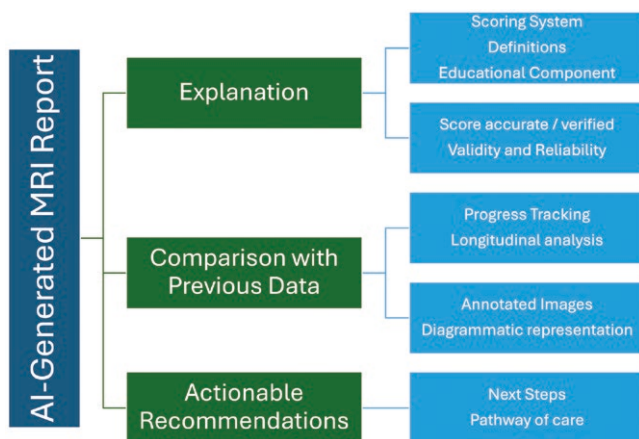 AI-Generated MRI Report
Explanation
Scoring System
Definitions
Educational Component
Score accurate / verified
Validity and Reliability
Comparison with
Previous Data
Progress Tracking
Longitudinal analysis
Annotated Images
Diagrammatic representation
Actionable
Recommendations
Next Steps
Pathway of care